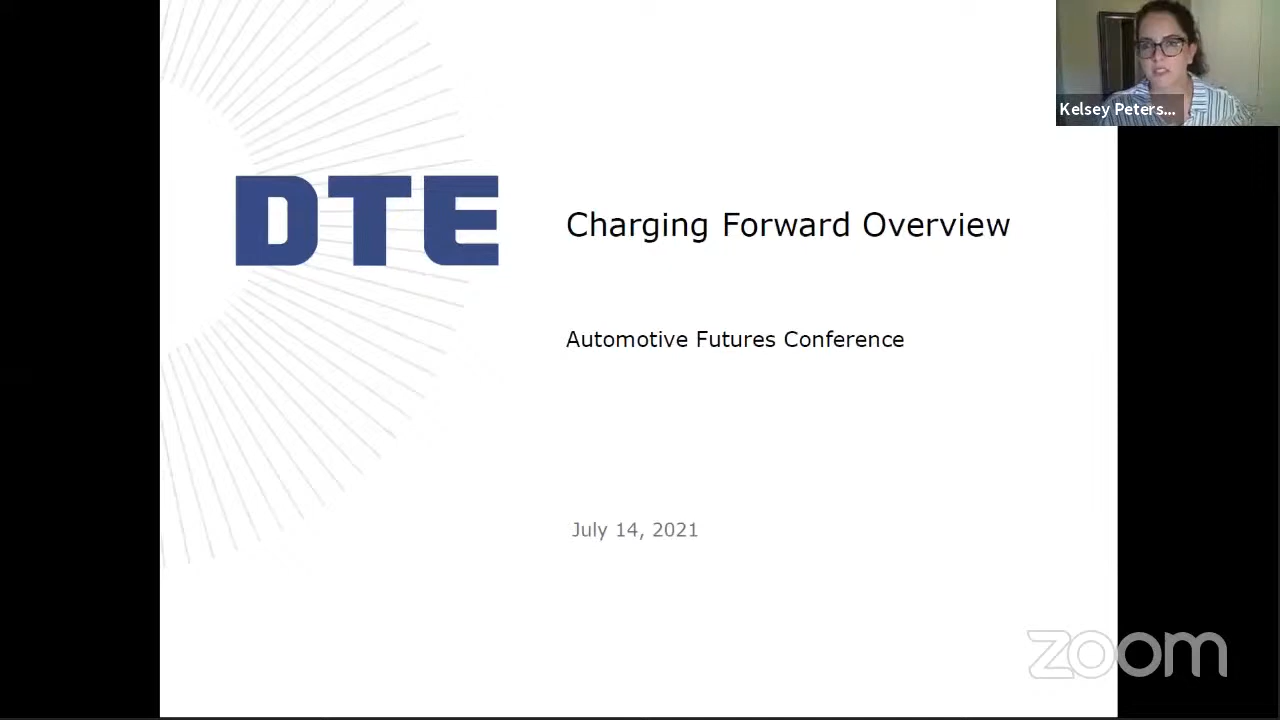 Kelsey Peters...
DTE
Charging Forward Overview
Automotive Futures Conference
July 14, 2021
zoom